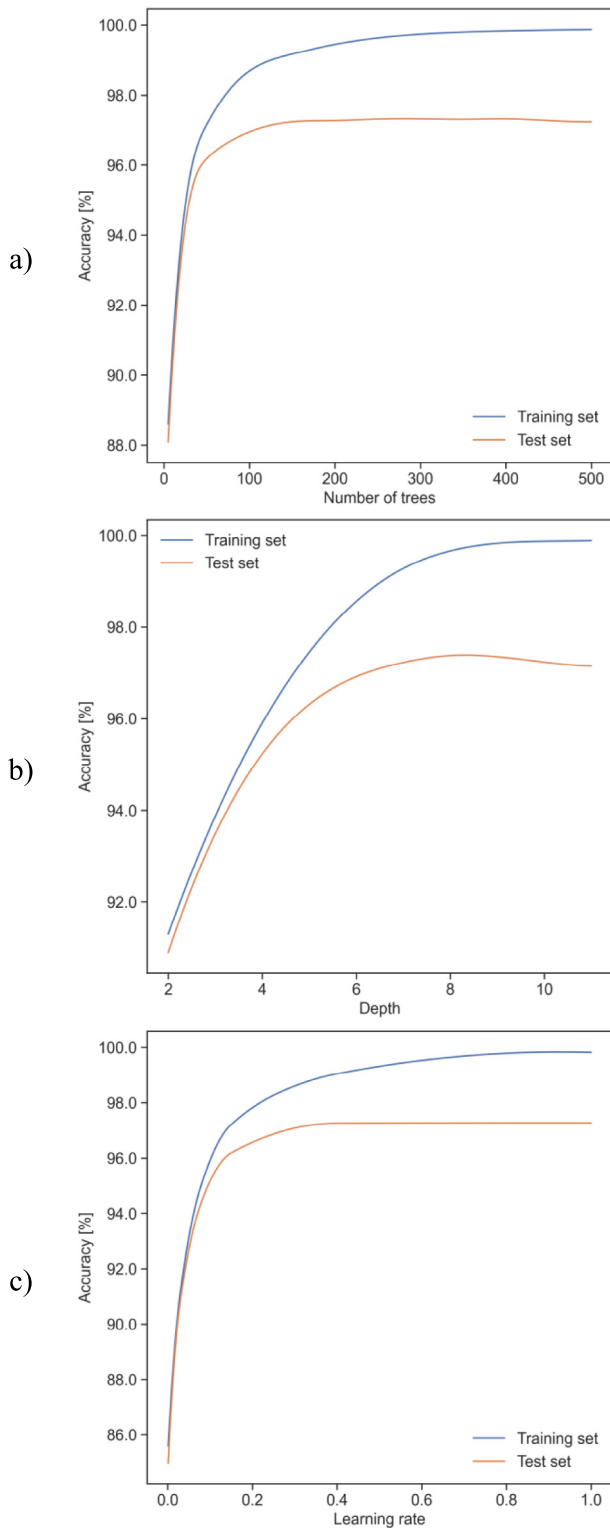 a)
Accuracy [%]
100.0
98.0
96.0
94.0
92.0
90.0
88.0
Training set
Test set
0 100 200 300 400 500
Number of trees
b)
Accuracy [%]
100.0
98.0
96.0
94.0
92.0
Training set
Test set
2 4 6 8 10
Depth
c)
Accuracy [%]
100.0
98.0
96.0
94.0
92.0
90.0
88.0
86.0
Training set
Test set
0.0 0.2 0.4 0.6 0.8 1.0
Learning rate